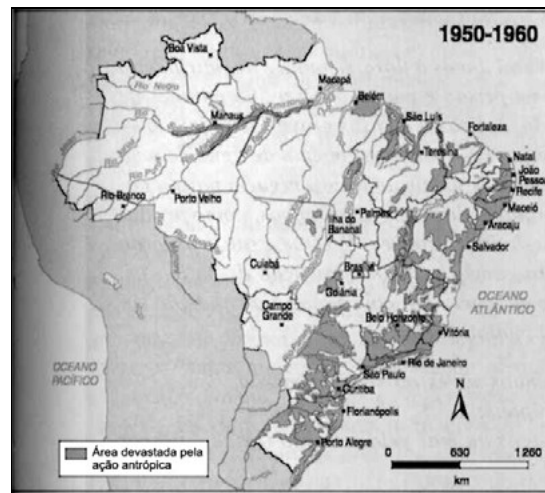 1950-1960
Boa Vista
Rio Negro
Macapá
Belém
Manaus
São Luís
Fortaleza
Teresina
Natal
João
Pessoa
Recife
Maceió
Aracaju
Salvador
Rio Branco
Porto Velho
Palmas
Ilha do
Bananal
Cuiabá
Brasília
Goiânia
Campo
Grande
Belo Horizonte
Vitória
OCEANO
ATLÂNTICO
Rio de Janeiro
São Paulo
Curitiba
Florianópolis
Porto Alegre
OCEANO
PACÍFICO
N
Área devastada pela
ação antrópica
0 630 1260
km